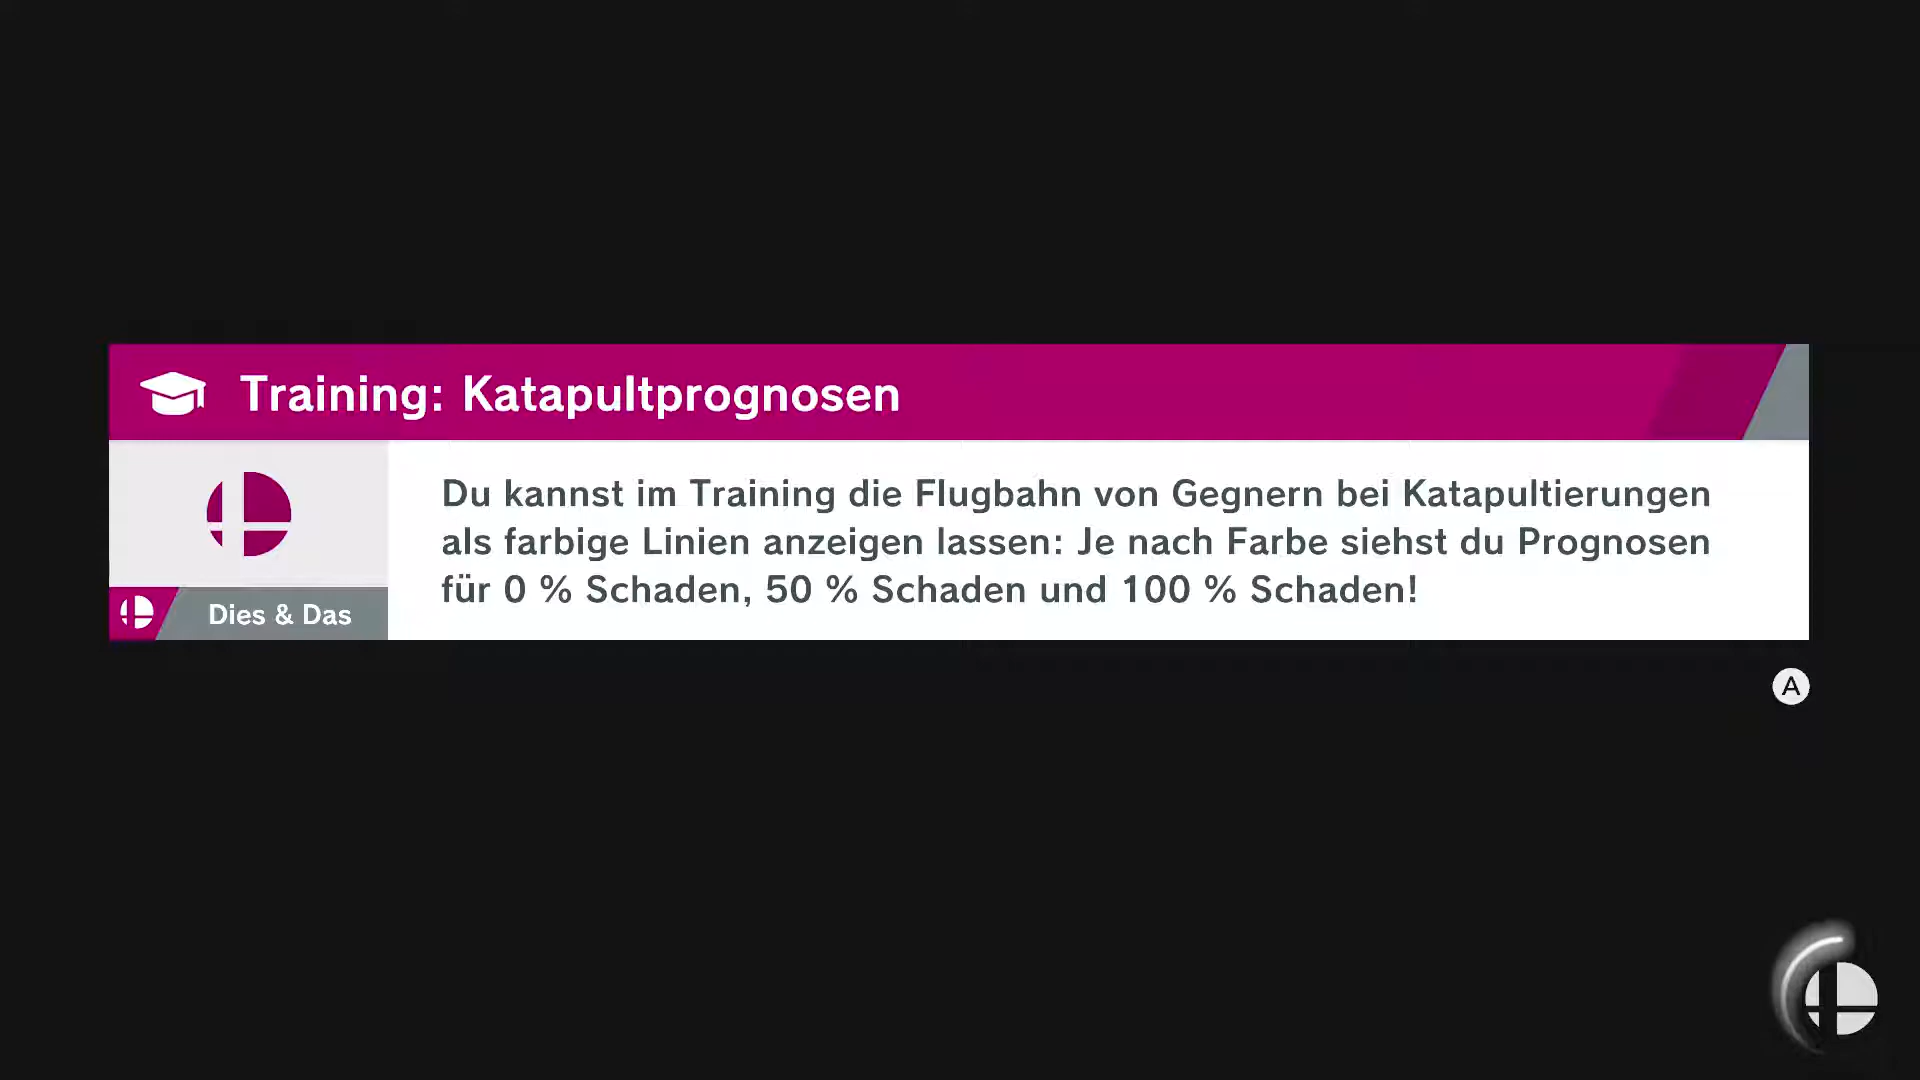 Training: Katapultprognosen
Du kannst im Training die Flugbahn von Gegnern bei Katapultierungen
als farbige Linien anzeigen lassen: Je nach Farbe siehst du Prognosen
für 0 % Schaden, 50 % Schaden und 100 % Schaden!
Dies & Das
A